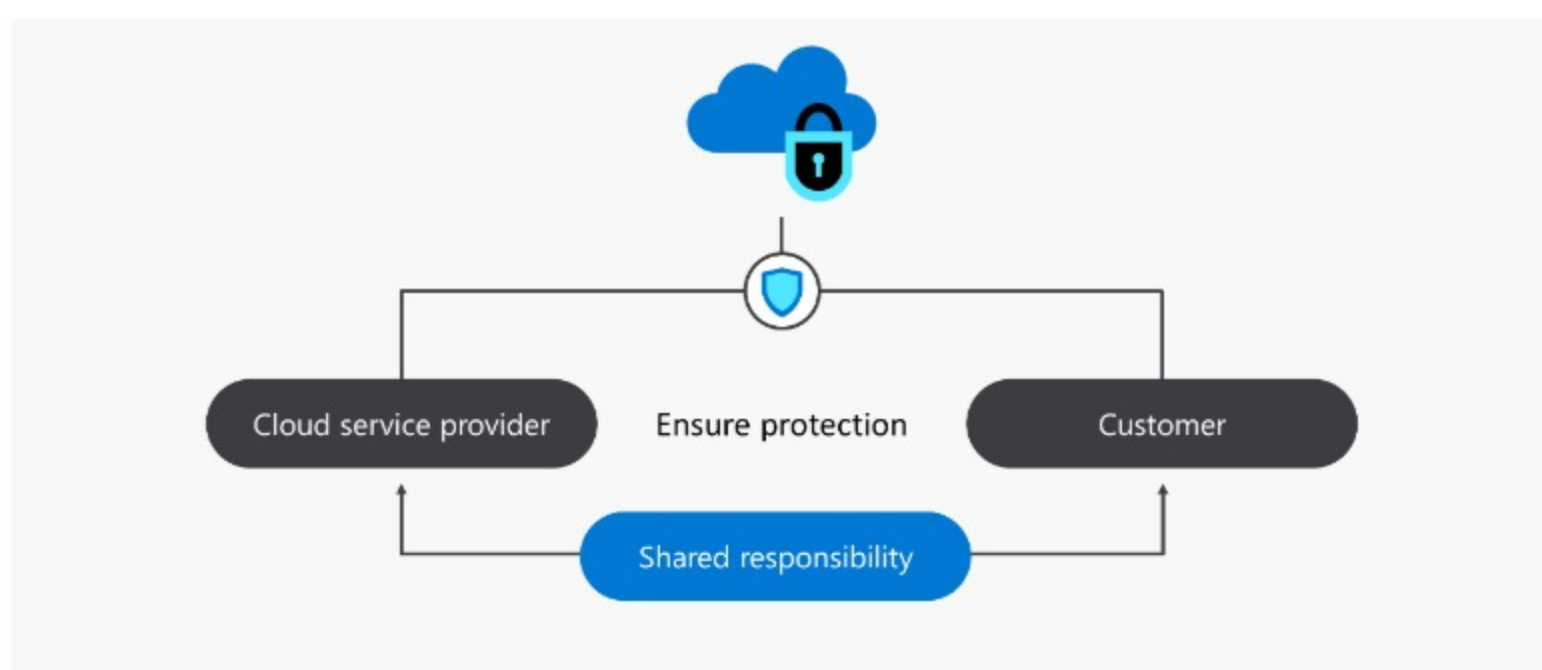 Cloud service provider
Ensure protection
Customer
Shared responsibility